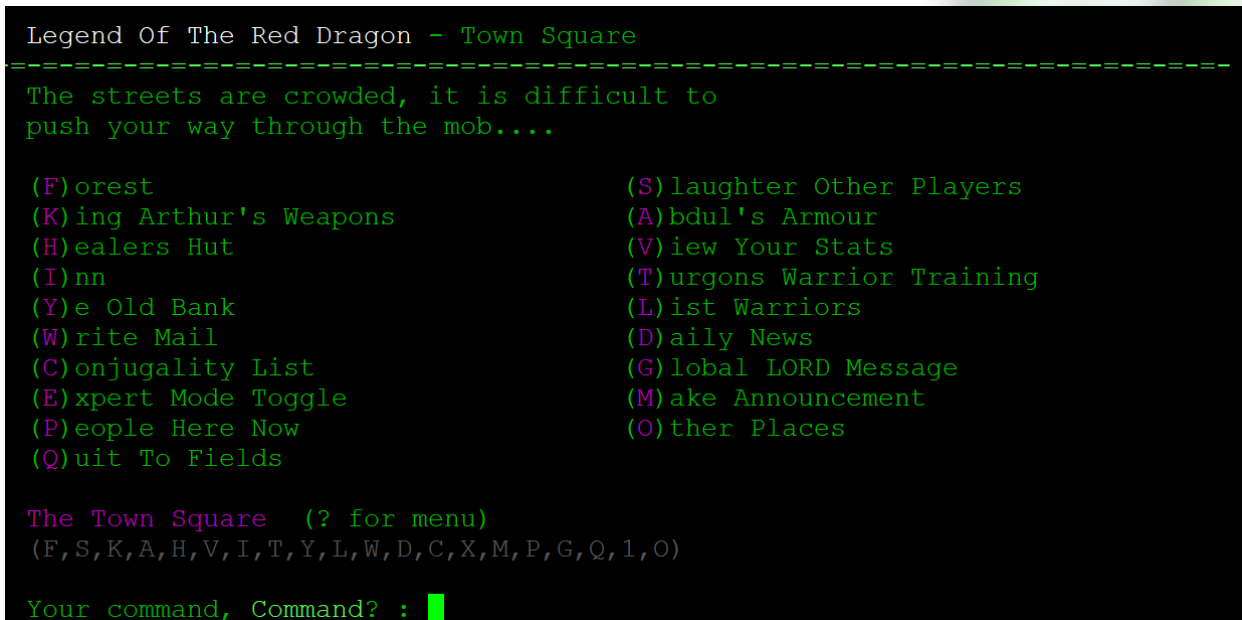 Legend Of The Red Dragon - Town Square
-=-=-=-=-=-=-=-=-=-=-=-=-=-=-=-=-=-=-=-=-=-=-=-=-=-=-=-=-=-=-=-=-=-=-=-=-=-
The streets are crowded, it is difficult to
push your way through the mob....
(F)orest (S)laughter Other Players
(K)ing Arthur's Weapons (A)bdul's Armour
(H)ealers Hut (V)iew Your Stats
(I)nn (T)urgons Warrior Training
(Y)e Old Bank (L)ist Warriors
(W)rite Mail (D)aily News
(C)onjugality List (G)lobal LORD Message
(E)xpert Mode Toggle (M)ake Announcement
(P)eople Here Now (O)ther Places
(Q)uit To Fields
The Town Square (? for menu)
(F,S,K,A,H,V,I,T,Y,L,W,D,C,X,M,P,G,Q,1,O)
Your command, Command? :